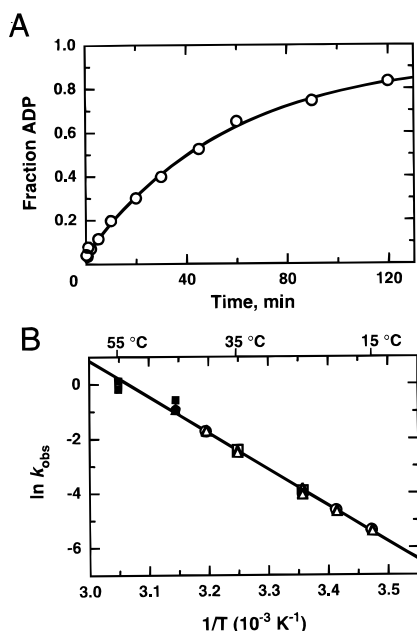 A
1.0
0.8
0.6
0.4
0.2
0
Fraction ADP
0 40 80 120
Time, min
B
55 °C 35 °C 15 °C
0
-2
-4
-6
ln kobs
3.0 3.1 3.2 3.3 3.4 3.5
1/T (10-3 K-1)